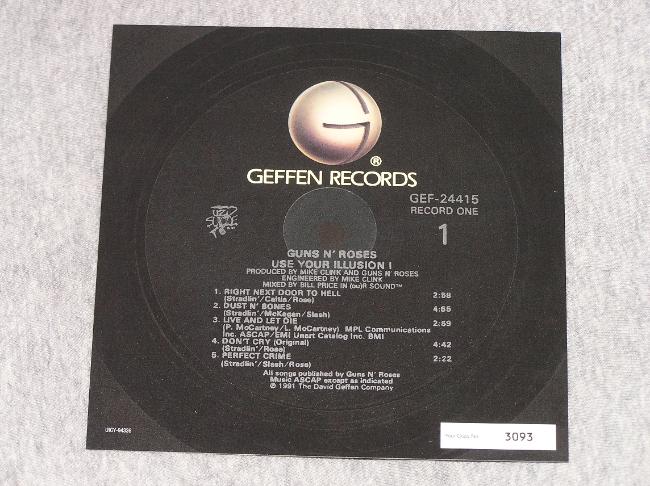 GEFFEN RECORDS®
GEF-24415
RECORD ONE
1
GUNS N' ROSES
USE YOUR ILLUSION I
PRODUCED BY MIKE CLINK AND GUNS N' ROSES
ENGINEERED BY MIKE CLINK
MIXED BY BILL PRICE IN (ou)R SOUND™
1. RIGHT NEXT DOOR TO HELL 2:58
(Stradlin'/Caltia/Rose)
2. DUST N' BONES 4:55
(Stradlin'/McKagan/Slash)
3. LIVE AND LET DIE 2:59
(P. McCartney/L. McCartney) MPL Communications
Inc. ASCAP/EMI Unart Catalog Inc. BMI
4. DON'T CRY (Original) 4:42
(Stradlin'/Rose)
5. PERFECT CRIME 2:22
(Stradlin'/Slash/Rose)
All songs published by Guns N' Roses
Music ASCAP except as indicated
℗ 1991 The David Geffen Company
UICY-94336
3093